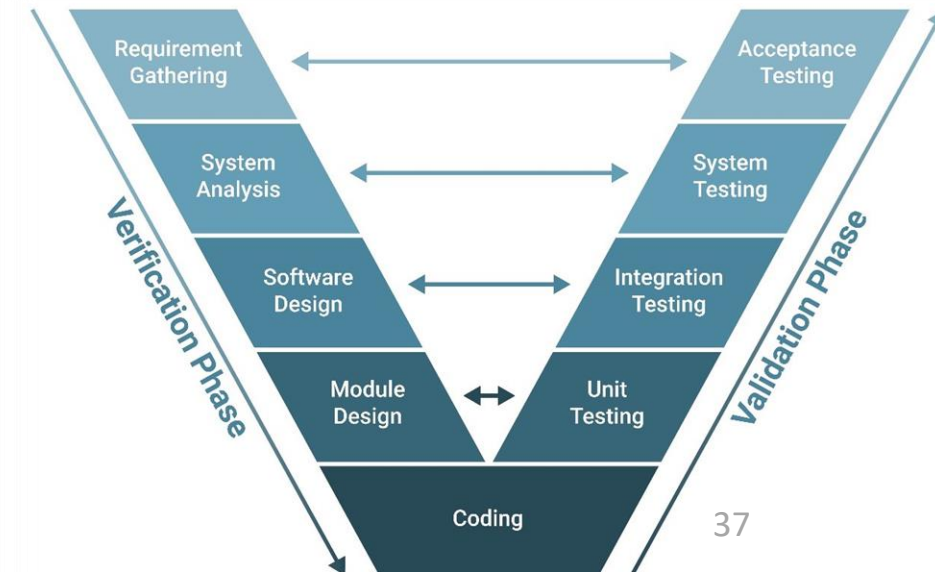 Requirement
Gathering
Acceptance
Testing
System
Analysis
System
Testing
Software
Design
Integration
Testing
Module
Design
Unit
Testing
Coding
Verification Phase
Validation Phase
37